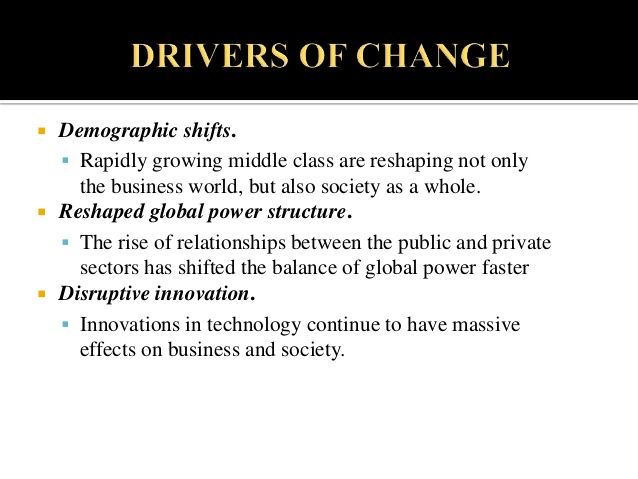 DRIVERS OF CHANGE
Demographic shifts.
Rapidly growing middle class are reshaping not only
the business world, but also society as a whole.
Reshaped global power structure.
The rise of relationships between the public and private
sectors has shifted the balance of global power faster
Disruptive innovation.
Innovations in technology continue to have massive
effects on business and society.